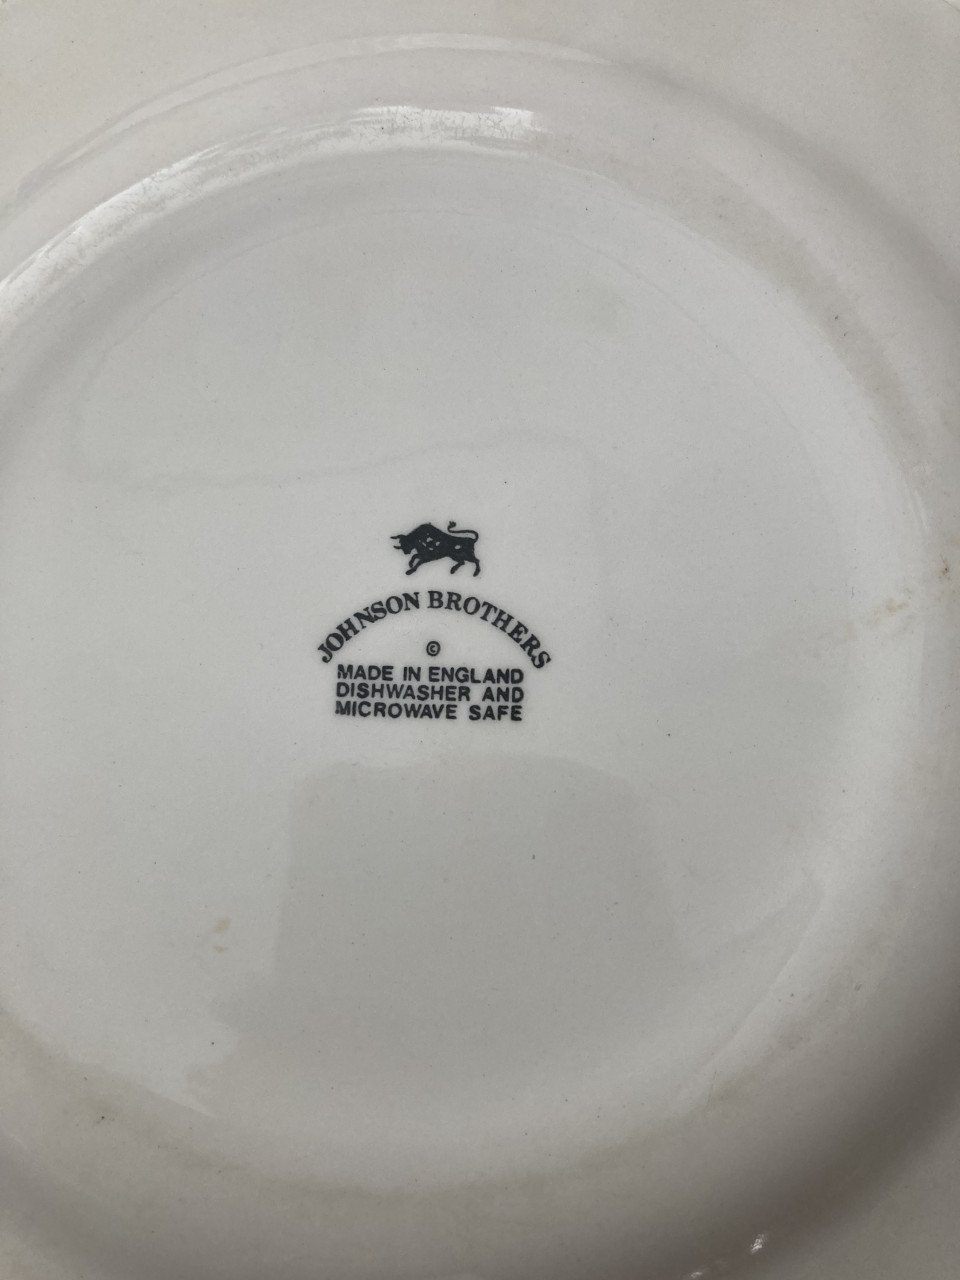 JOHNSON BROTHERS
©
MADE IN ENGLAND
DISHWASHER AND
MICROWAVE SAFE